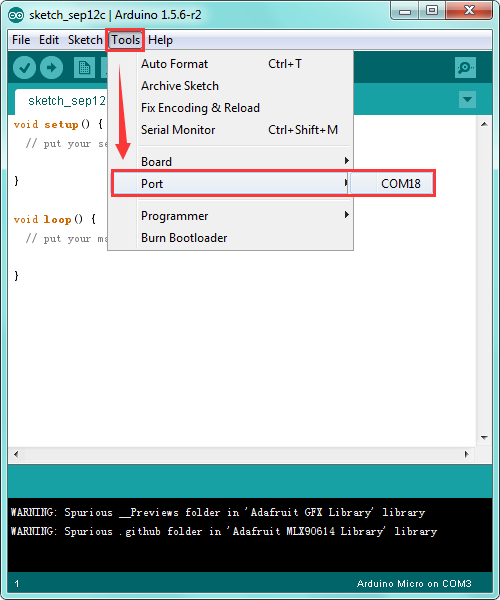 sketch_sep12c | Arduino 1.5.6-r2
File Edit Sketch Tools Help
Auto Format Ctrl+T
Archive Sketch
Fix Encoding & Reload
Serial Monitor Ctrl+Shift+M
Board
Port COM18
Programmer
Burn Bootloader
sketch_sep12
void setup() {
// put your se
}
void loop() {
// put your ma
}
WARNING: Spurious __Previews folder in 'Adafruit GFX Library' library
WARNING: Spurious .github folder in 'Adafruit MLX90614 Library' library
1 Arduino Micro on COM3